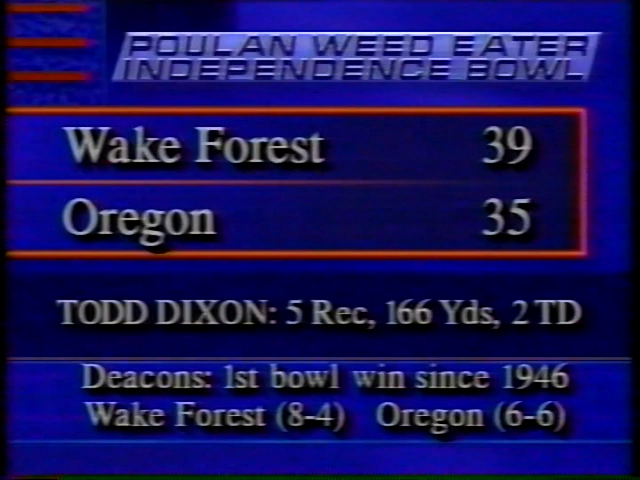 POULAN WEED EATER
INDEPENDENCE BOWL
Wake Forest 39
Oregon 35
TODD DIXON: 5 Rec, 166 Yds, 2 TD
Deacons: 1st bowl win since 1946
Wake Forest (8-4) Oregon (6-6)